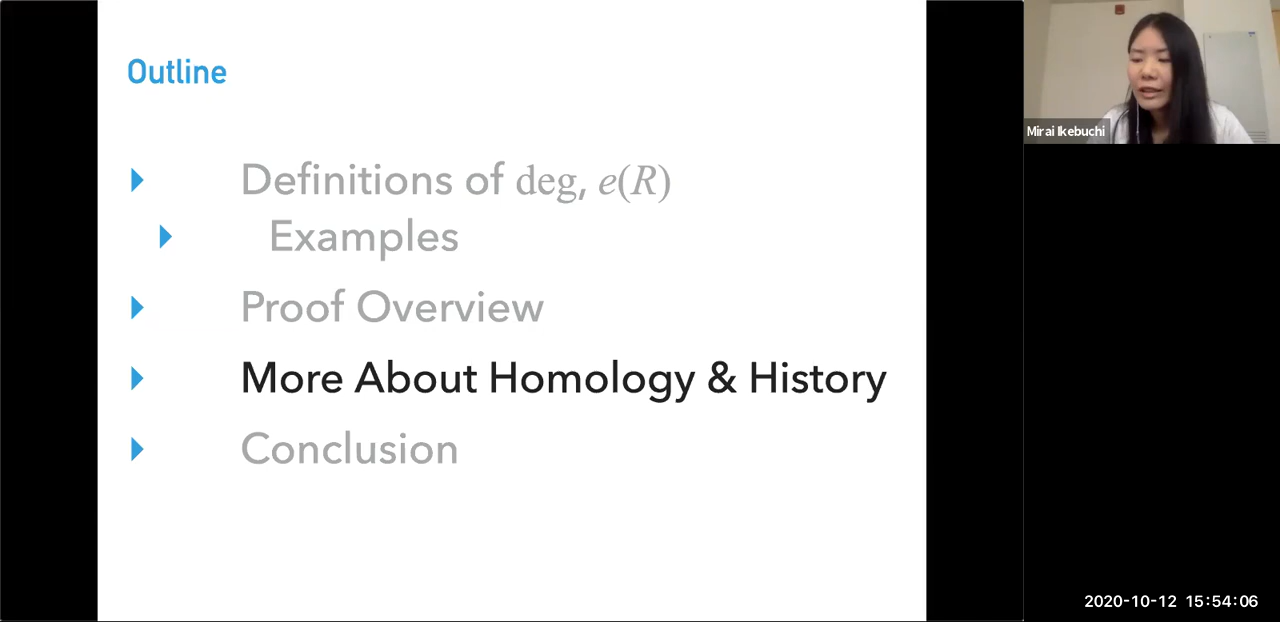 Outline
Definitions of deg, e(R)
Examples
Proof Overview
More About Homology & History
Conclusion
Mirai Ikebuchi
2020-10-12 15:54:06